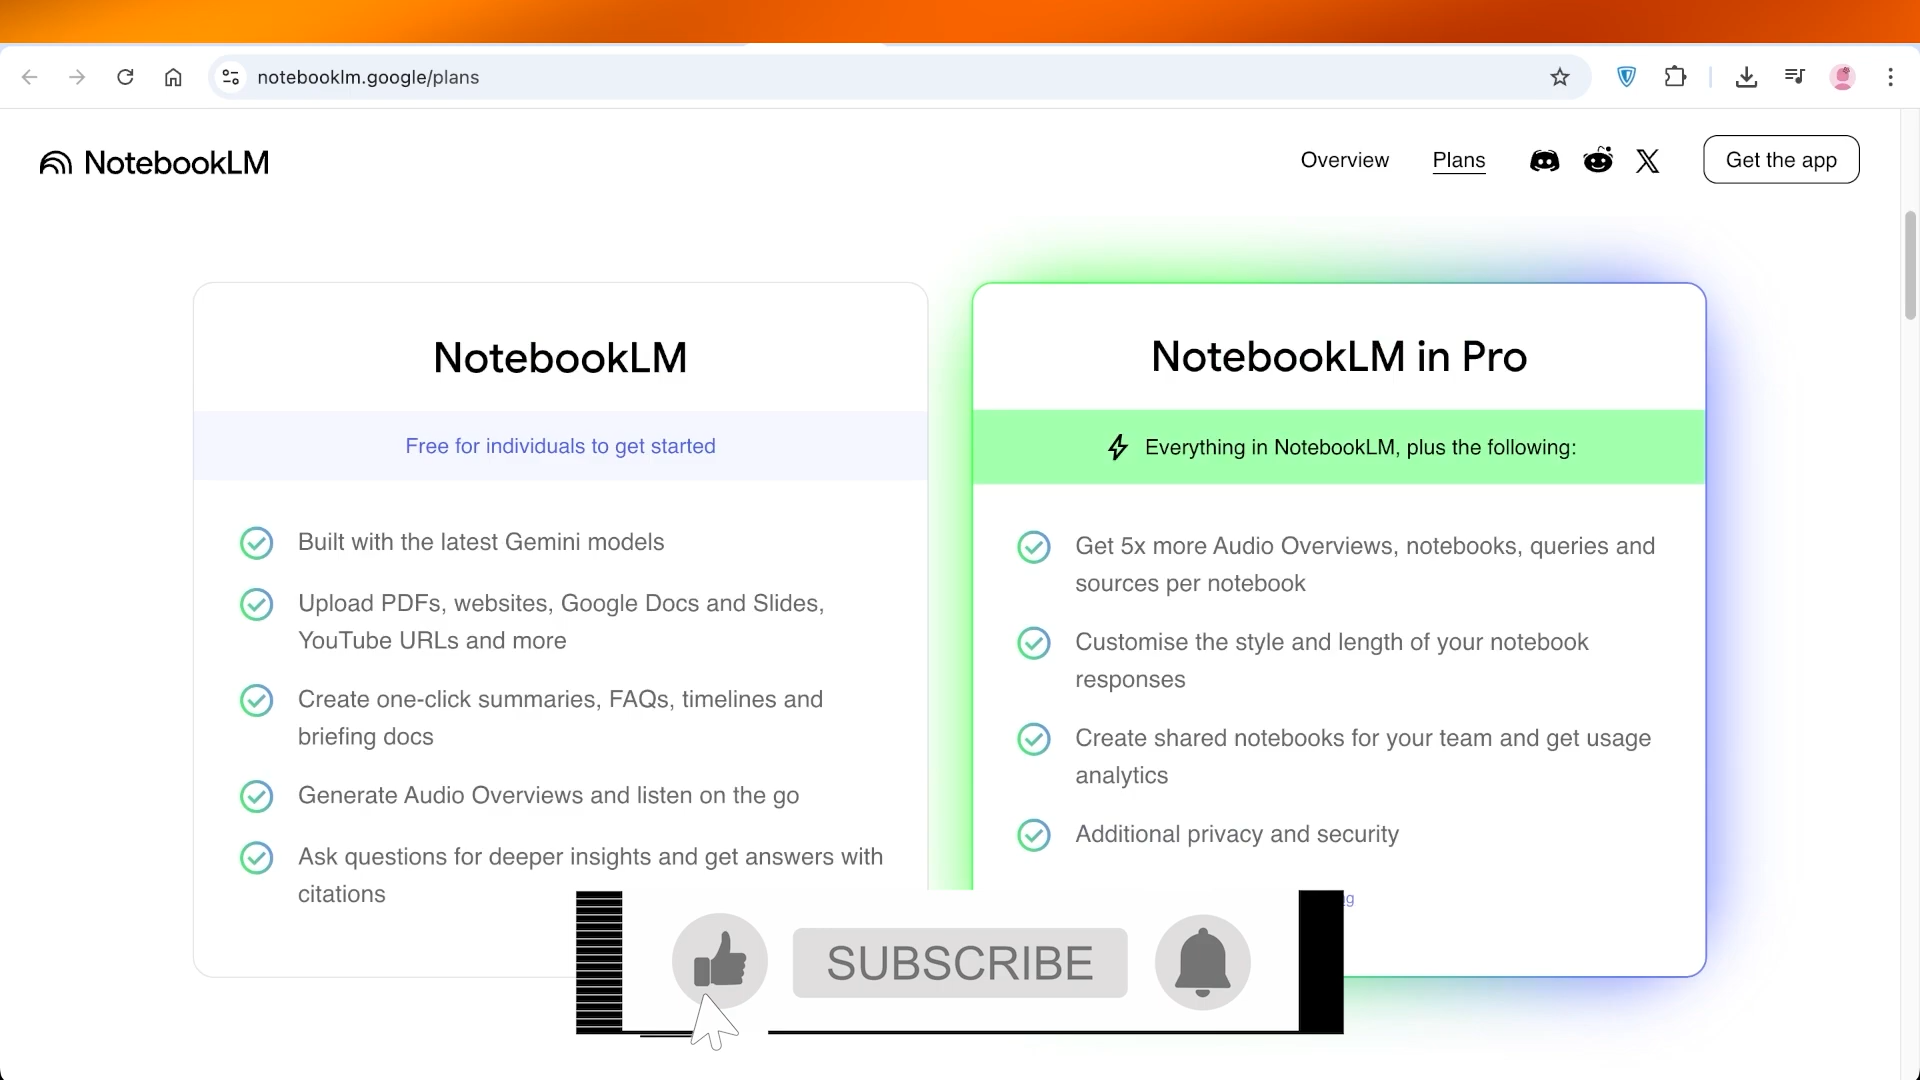 notebooklm.google/plans
NotebookLM
Overview
Plans
Get the app
NotebookLM
Free for individuals to get started
Built with the latest Gemini models
Upload PDFs, websites, Google Docs and Slides,
YouTube URLs and more
Create one-click summaries, FAQs, timelines and
briefing docs
Generate Audio Overviews and listen on the go
Ask questions for deeper insights and get answers with
citations
NotebookLM in Pro
Everything in NotebookLM, plus the following:
Get 5x more Audio Overviews, notebooks, queries and
sources per notebook
Customise the style and length of your notebook
responses
Create shared notebooks for your team and get usage
analytics
Additional privacy and security
SUBSCRIBE